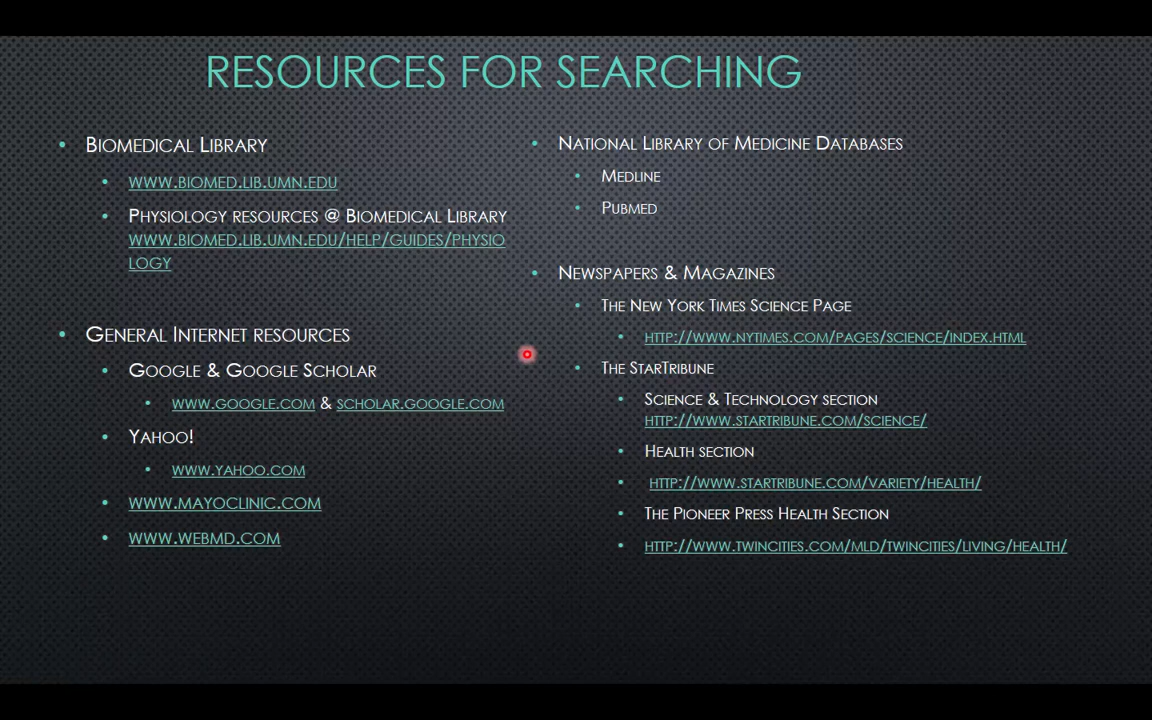 RESOURCES FOR SEARCHING
• BIOMEDICAL LIBRARY
• WWW.BIOMED.LIB.UMN.EDU
• PHYSIOLOGY RESOURCES @ BIOMEDICAL LIBRARY
WWW.BIOMED.LIB.UMN.EDU/HELP/GUIDES/PHYSIO
LOGY
• GENERAL INTERNET RESOURCES
• GOOGLE & GOOGLE SCHOLAR
• WWW.GOOGLE.COM & SCHOLAR.GOOGLE.COM
• YAHOO!
• WWW.YAHOO.COM
• WWW.MAYOCLINIC.COM
• WWW.WEBMD.COM
• NATIONAL LIBRARY OF MEDICINE DATABASES
• MEDLINE
• PUBMED
• NEWSPAPERS & MAGAZINES
• THE NEW YORK TIMES SCIENCE PAGE
• HTTP://WWW.NYTIMES.COM/PAGES/SCIENCE/INDEX.HTML
• THE STARTRIBUNE
• SCIENCE & TECHNOLOGY SECTION
HTTP://WWW.STARTRIBUNE.COM/SCIENCE/
• HEALTH SECTION
• HTTP://WWW.STARTRIBUNE.COM/VARIETY/HEALTH/
• THE PIONEER PRESS HEALTH SECTION
• HTTP://WWW.TWINCITIES.COM/MLD/TWINCITIES/LIVING/HEALTH/